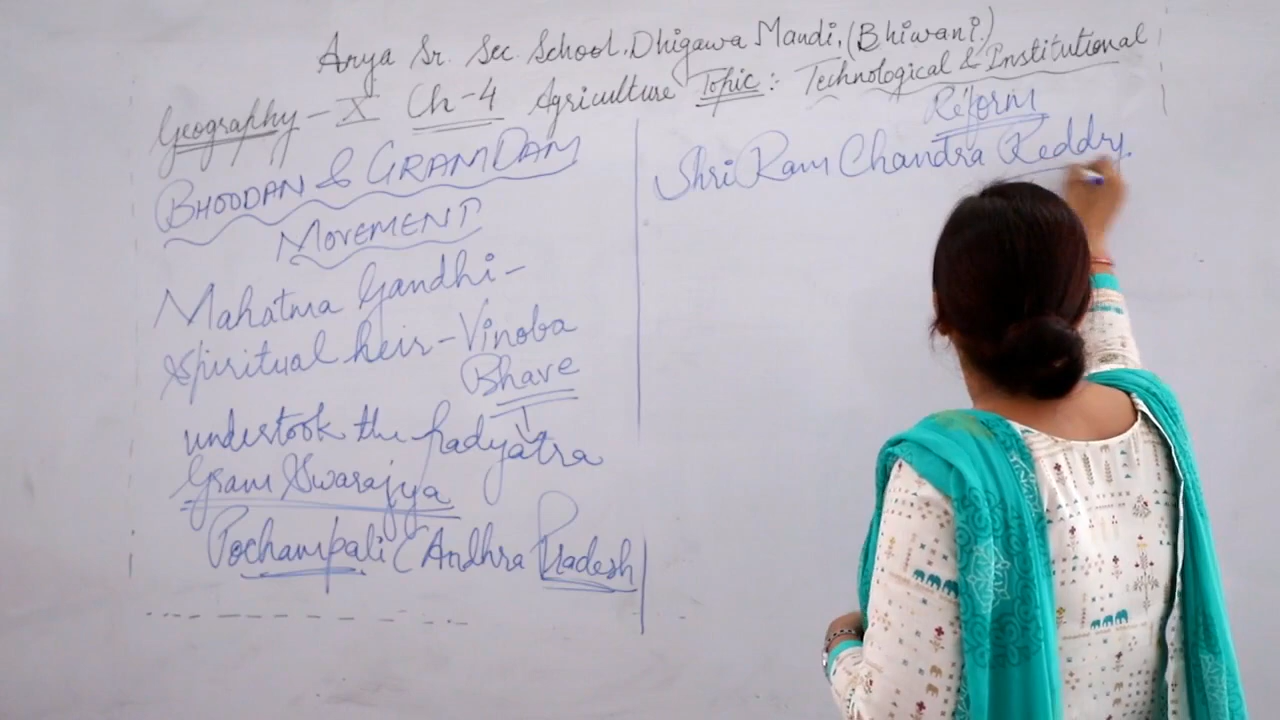 Arya Sr. Sec. School, Dhigawa Mandi, (Bhiwani.)
Geography - X Ch-4 Agriculture Topic: Technological & Institutional
Reform
BHOODAN & GRAMDAN
MOVEMENT
Mahatma Gandhi -
Spiritual heir - Vinoba
Bhave
undertook the padyatra
Gram Swarajya
Pochampali (Andhra Pradesh
Shri Ram Chandra Reddy.